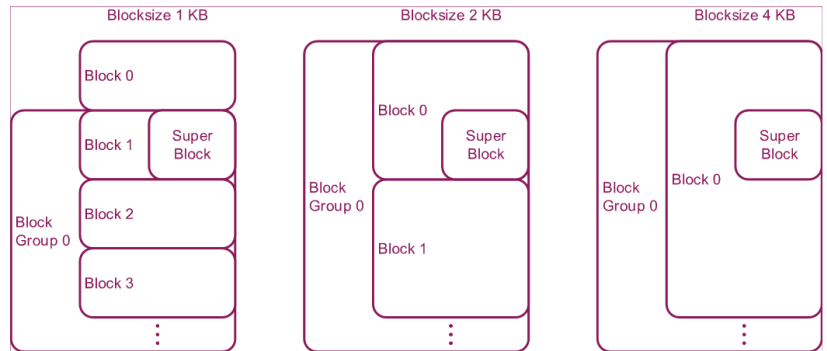 Blocksize 1 KB
Block 0
Block 1
Super
Block
Block 2
Block
Group 0
Block 3
Blocksize 2 KB
Block 0
Super
Block
Block
Group 0
Block 1
Blocksize 4 KB
Super
Block
Block
Group 0
Block 0